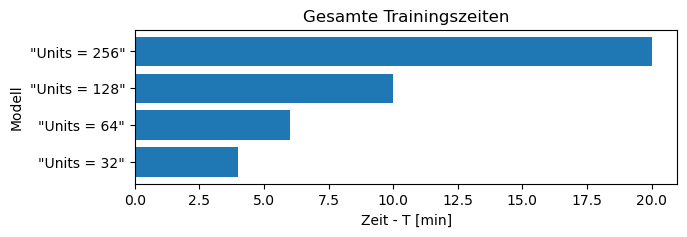 Gesamte Trainingszeiten
Modell
"Units = 256"
"Units = 128"
"Units = 64"
"Units = 32"
0.0 2.5 5.0 7.5 10.0 12.5 15.0 17.5 20.0
Zeit - T [min]